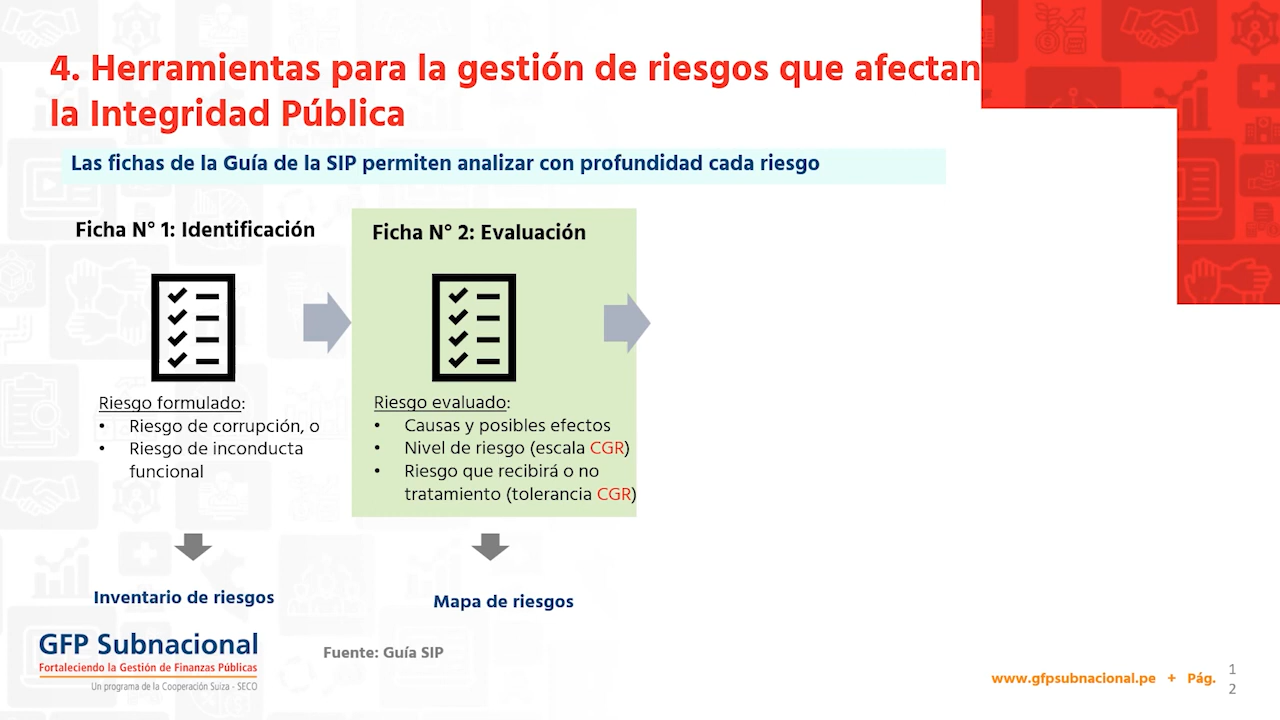 4. Herramientas para la gestión de riesgos que afectan
la Integridad Pública
Las fichas de la Guía de la SIP permiten analizar con profundidad cada riesgo
Ficha N° 1: Identificación
Riesgo formulado:
• Riesgo de corrupción, o
• Riesgo de inconducta
funcional
Inventario de riesgos
Ficha N° 2: Evaluación
Riesgo evaluado:
• Causas y posibles efectos
• Nivel de riesgo (escala CGR)
• Riesgo que recibirá o no
tratamiento (tolerancia CGR)
Mapa de riesgos
GFP Subnacional
Fortaleciendo la Gestión de Finanzas Públicas
Un programa de la Cooperación Suiza - SECO
Fuente: Guía SIP
www.gfpsubnacional.pe + Pág.
1
2